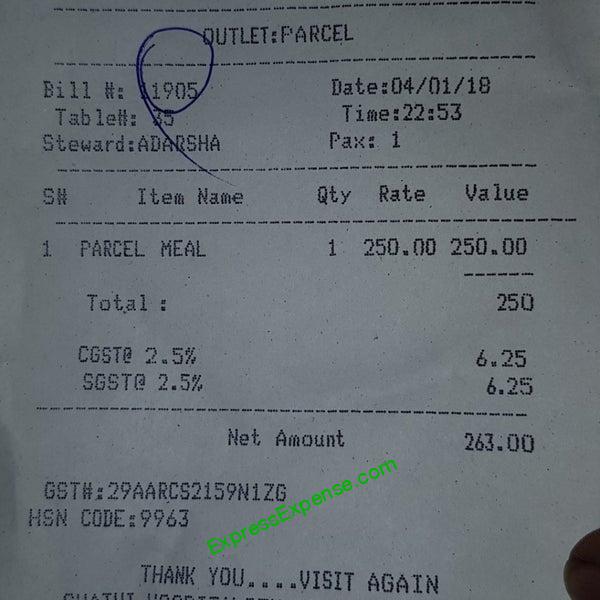 OUTLET:PARCEL
Bill #: 11905 Date:04/01/18
Table#: 35 Time:22:53
Steward:ADARSHA Pax: 1
S# Item Name Qty Rate Value
1 PARCEL MEAL 1 250.00 250.00
Total : 250
CGST@ 2.5% 6.25
SGST@ 2.5% 6.25
Net Amount 263.00
GST#:29AARCS2159N1ZG
HSN CODE:9963
ExpressExpense.com
THANK YOU....VISIT AGAIN